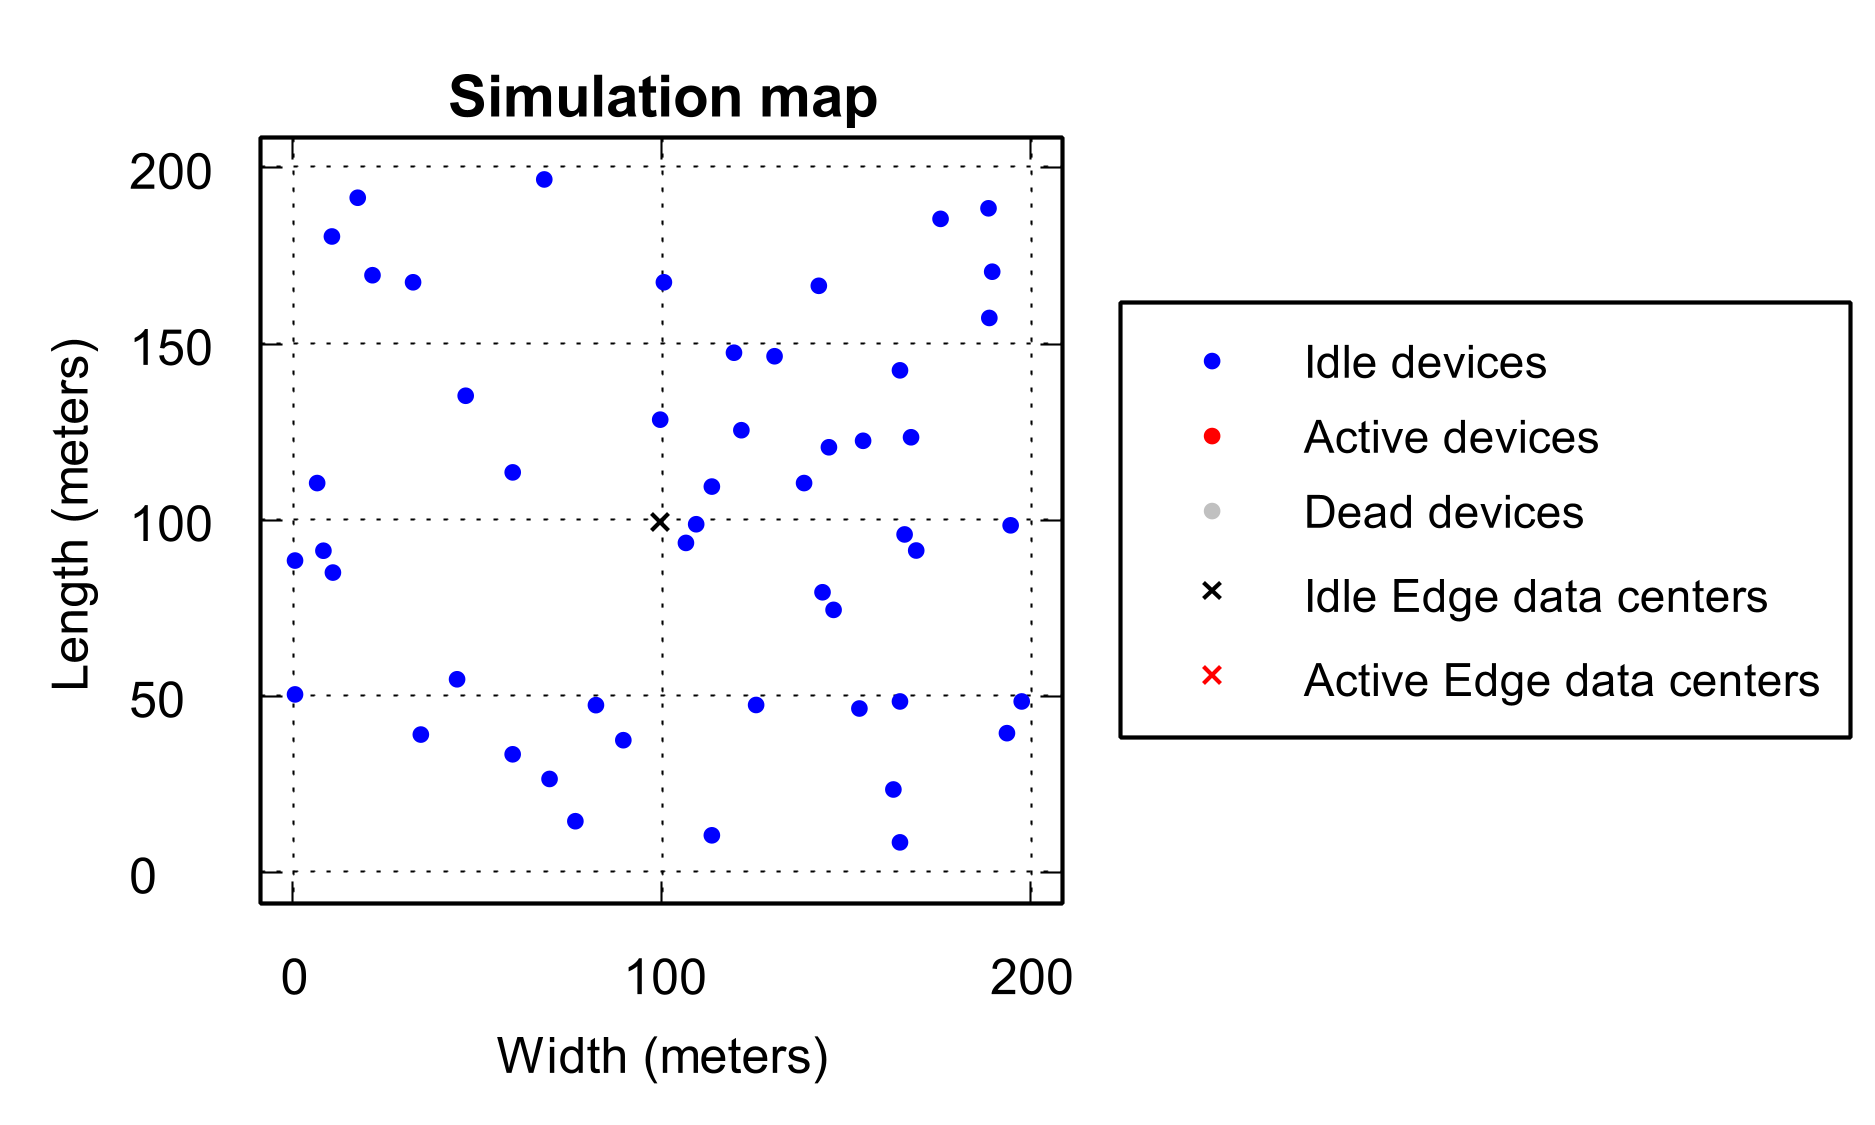 Simulation map
200
150
100
50
0
Length (meters)
0 100 200
Width (meters)
Idle devices
Active devices
Dead devices
Idle Edge data centers
Active Edge data centers